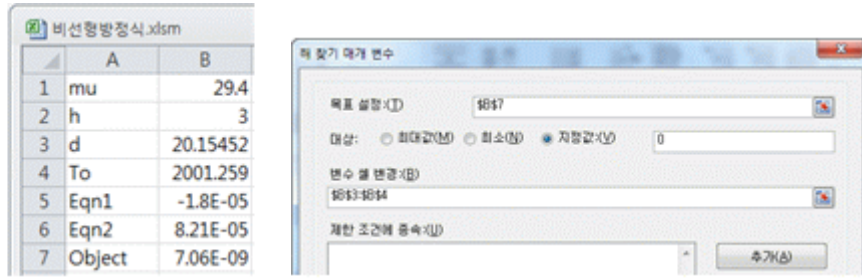 비선형방정식.xlsm
A B
1 mu 29.4
2 h 3
3 d 20.15452
4 To 2001.259
5 Eqn1 -1.8E-05
6 Eqn2 8.21E-05
7 Object 7.06E-09
해 찾기 매개 변수
목표 설정:(T) $B$7
대상: 최대값(M) 최소(N) 지정값:(V) 0
변수 셀 변경:(B)
$B$3:$B$4
제한 조건에 종속:(U)
추가(A)